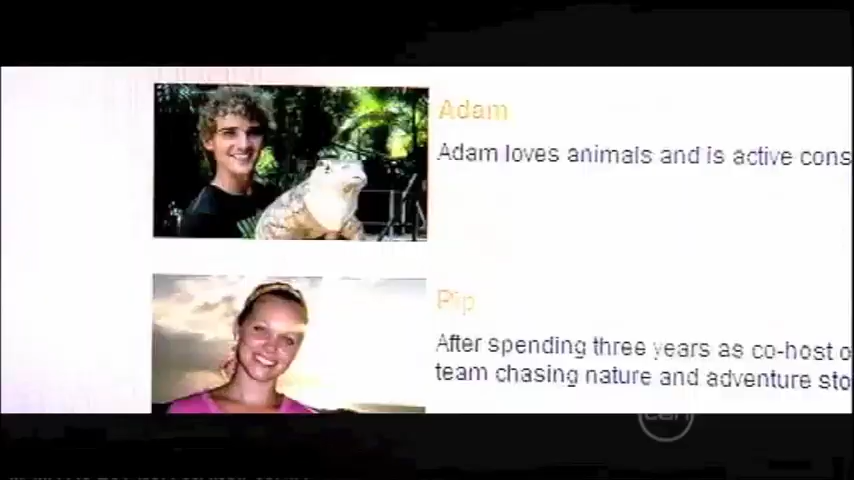 Adam
Adam loves animals and is active cons
Pip
After spending three years as co-host o
team chasing nature and adventure sto
ten